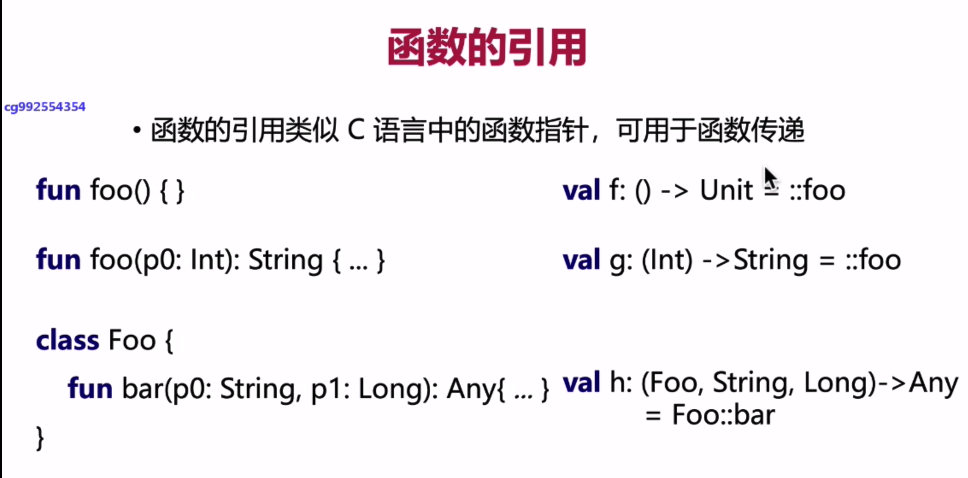 函数的引用
cg992554354
• 函数的引用类似 C 语言中的函数指针，可用于函数传递
fun foo() { }
val f: () -> Unit = ::foo
fun foo(p0: Int): String { ... }
val g: (Int) ->String = ::foo
class Foo {
fun bar(p0: String, p1: Long): Any{ ... }
val h: (Foo, String, Long)->Any
= Foo::bar
}